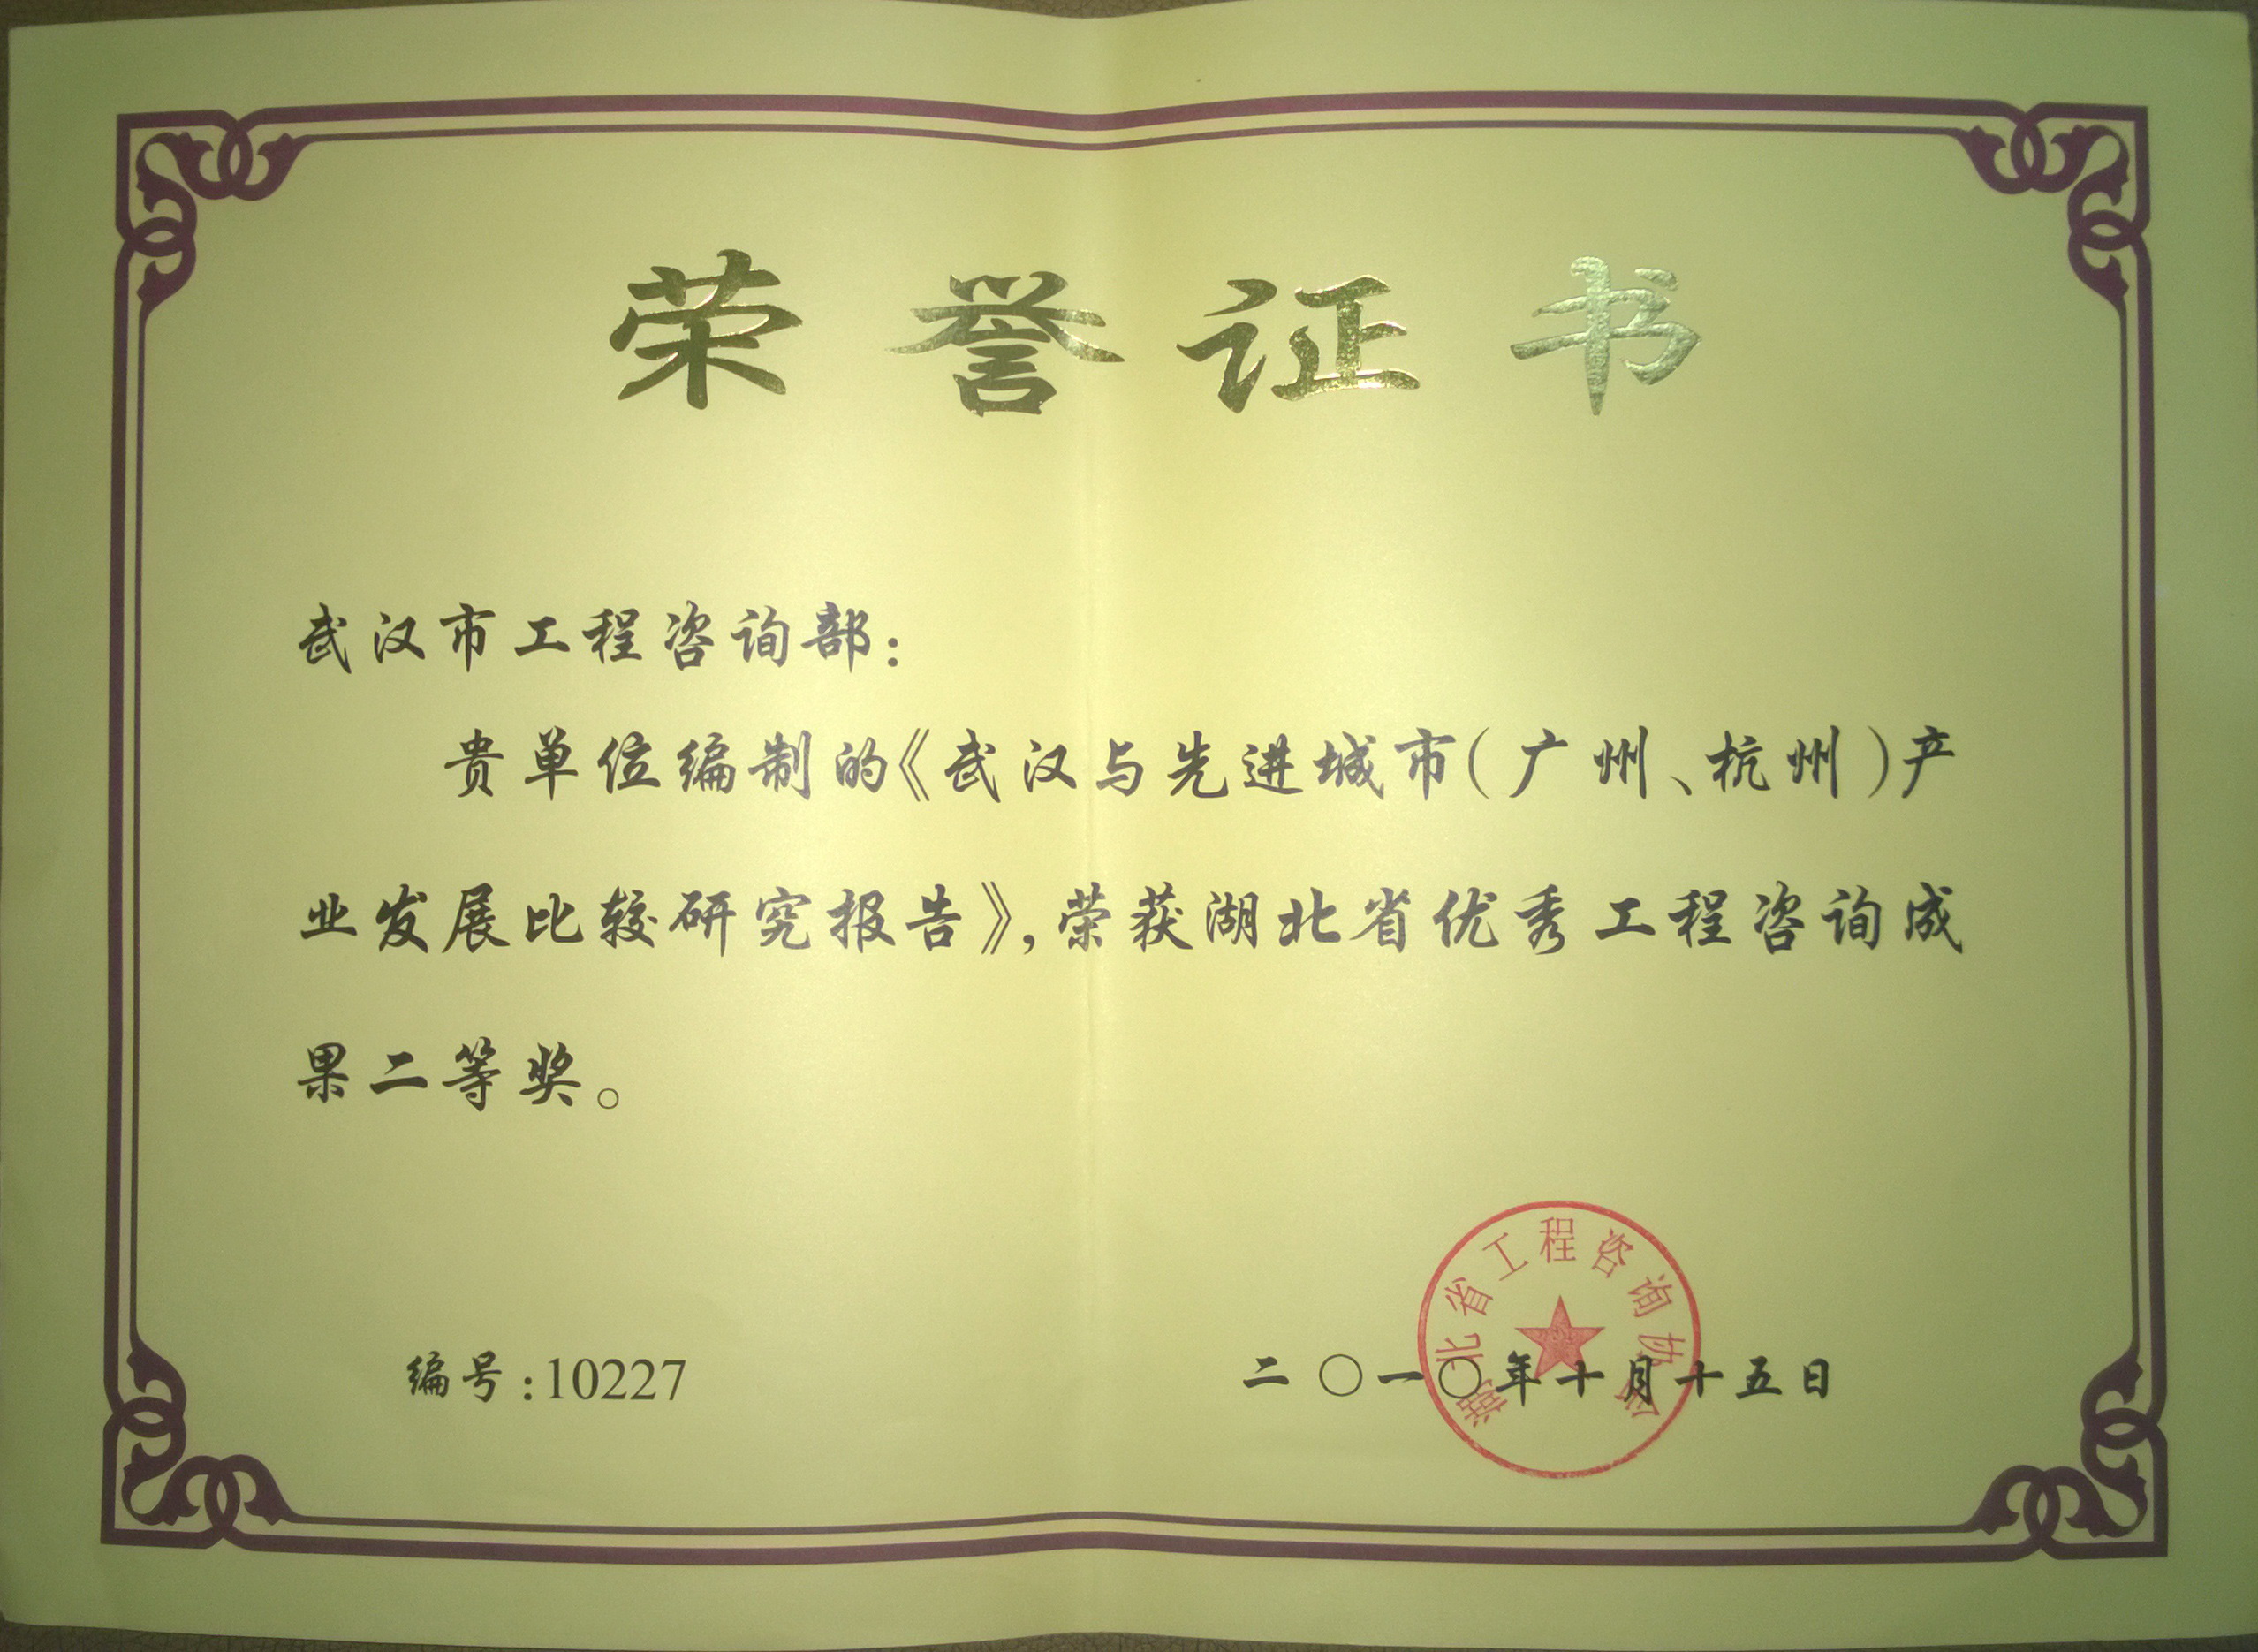 荣誉证书
武汉市工程咨询部：
贵单位编制的《武汉与先进城市（广州、杭州）产
业发展比较研究报告》，荣获湖北省优秀工程咨询成
果二等奖。
湖北省工程咨询协会
编号：10227
二〇一〇年十月十五日